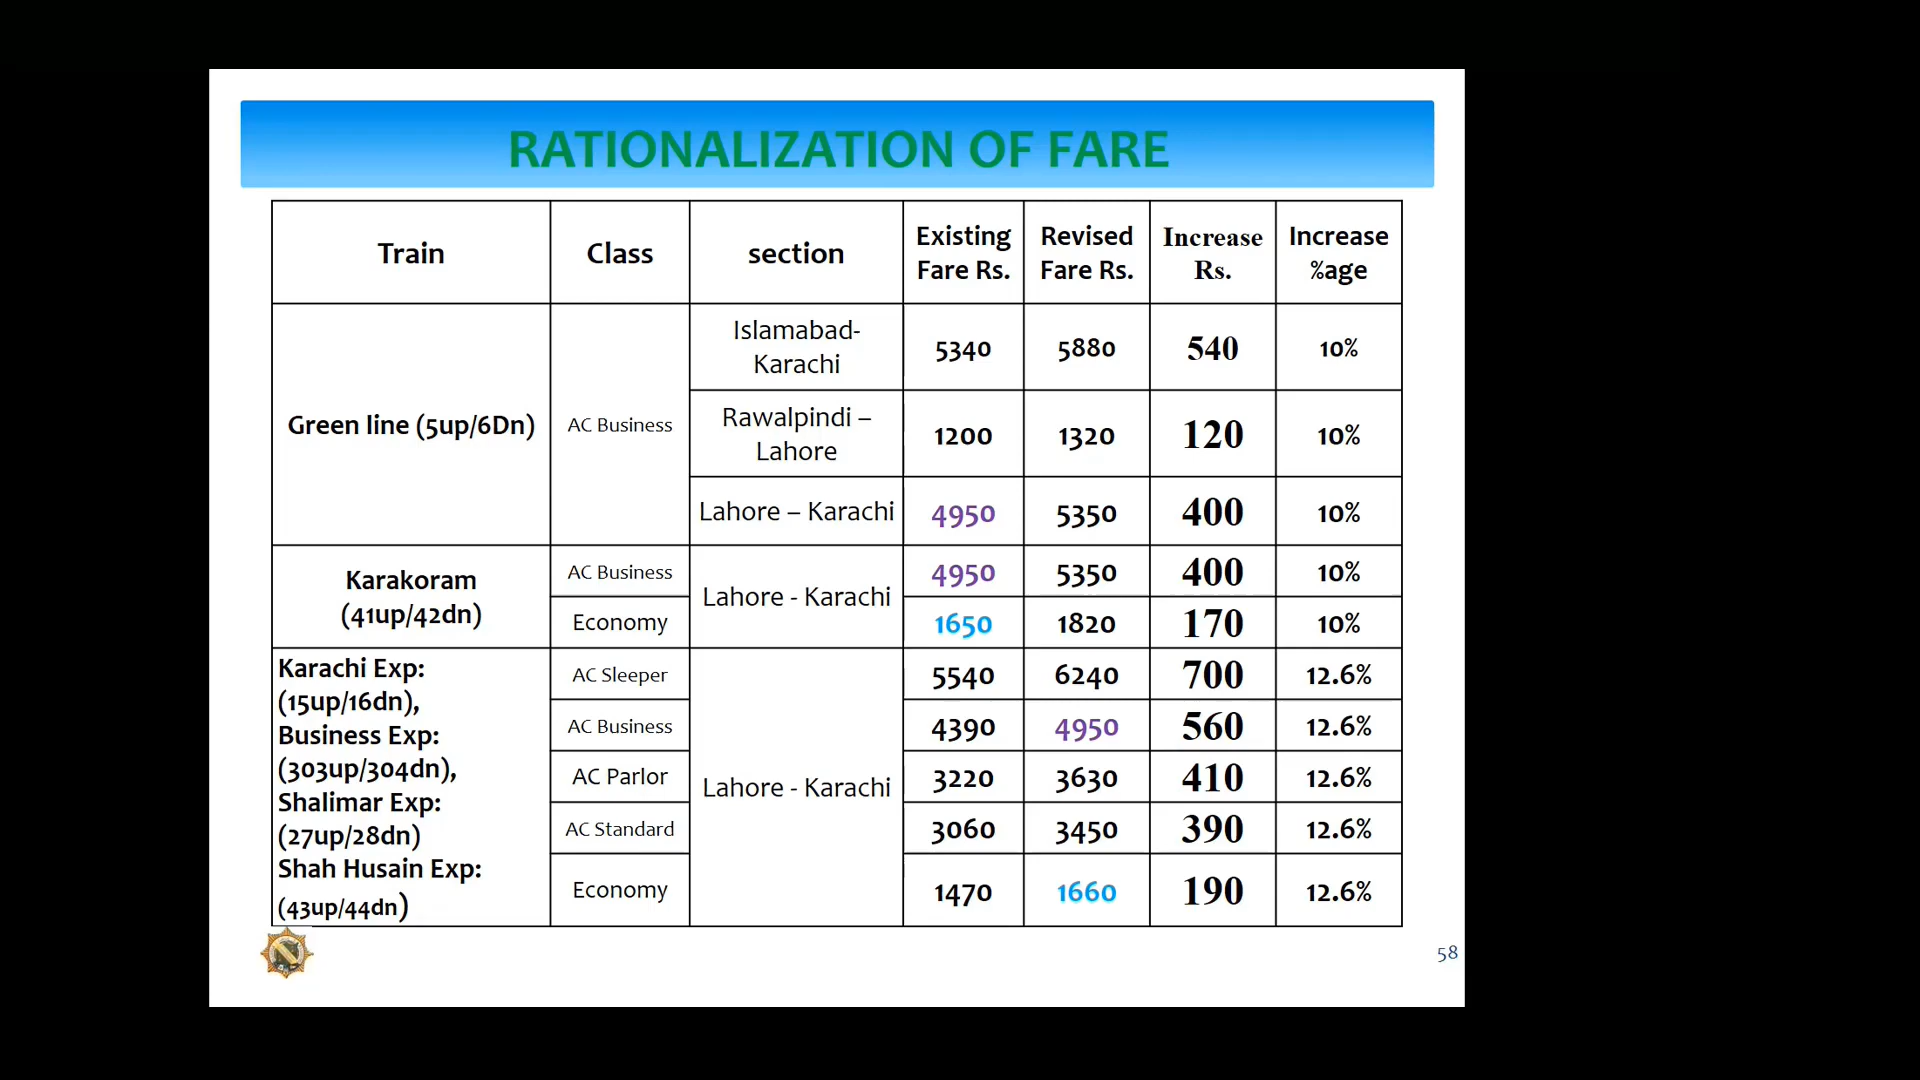 RATIONALIZATION OF FARE
Train Class section Existing Fare Rs. Revised Fare Rs. Increase Rs. Increase %age
Green line (5up/6Dn) AC Business Islamabad-Karachi 5340 5880 540 10%
Rawalpindi – Lahore 1200 1320 120 10%
Lahore – Karachi 4950 5350 400 10%
Karakoram (41up/42dn) AC Business Lahore - Karachi 4950 5350 400 10%
Economy 1650 1820 170 10%
Karachi Exp:
(15up/16dn),
Business Exp:
(303up/304dn),
Shalimar Exp:
(27up/28dn)
Shah Husain Exp:
(43up/44dn)
AC Sleeper Lahore - Karachi 5540 6240 700 12.6%
AC Business 4390 4950 560 12.6%
AC Parlor 3220 3630 410 12.6%
AC Standard 3060 3450 390 12.6%
Economy 1470 1660 190 12.6%
58